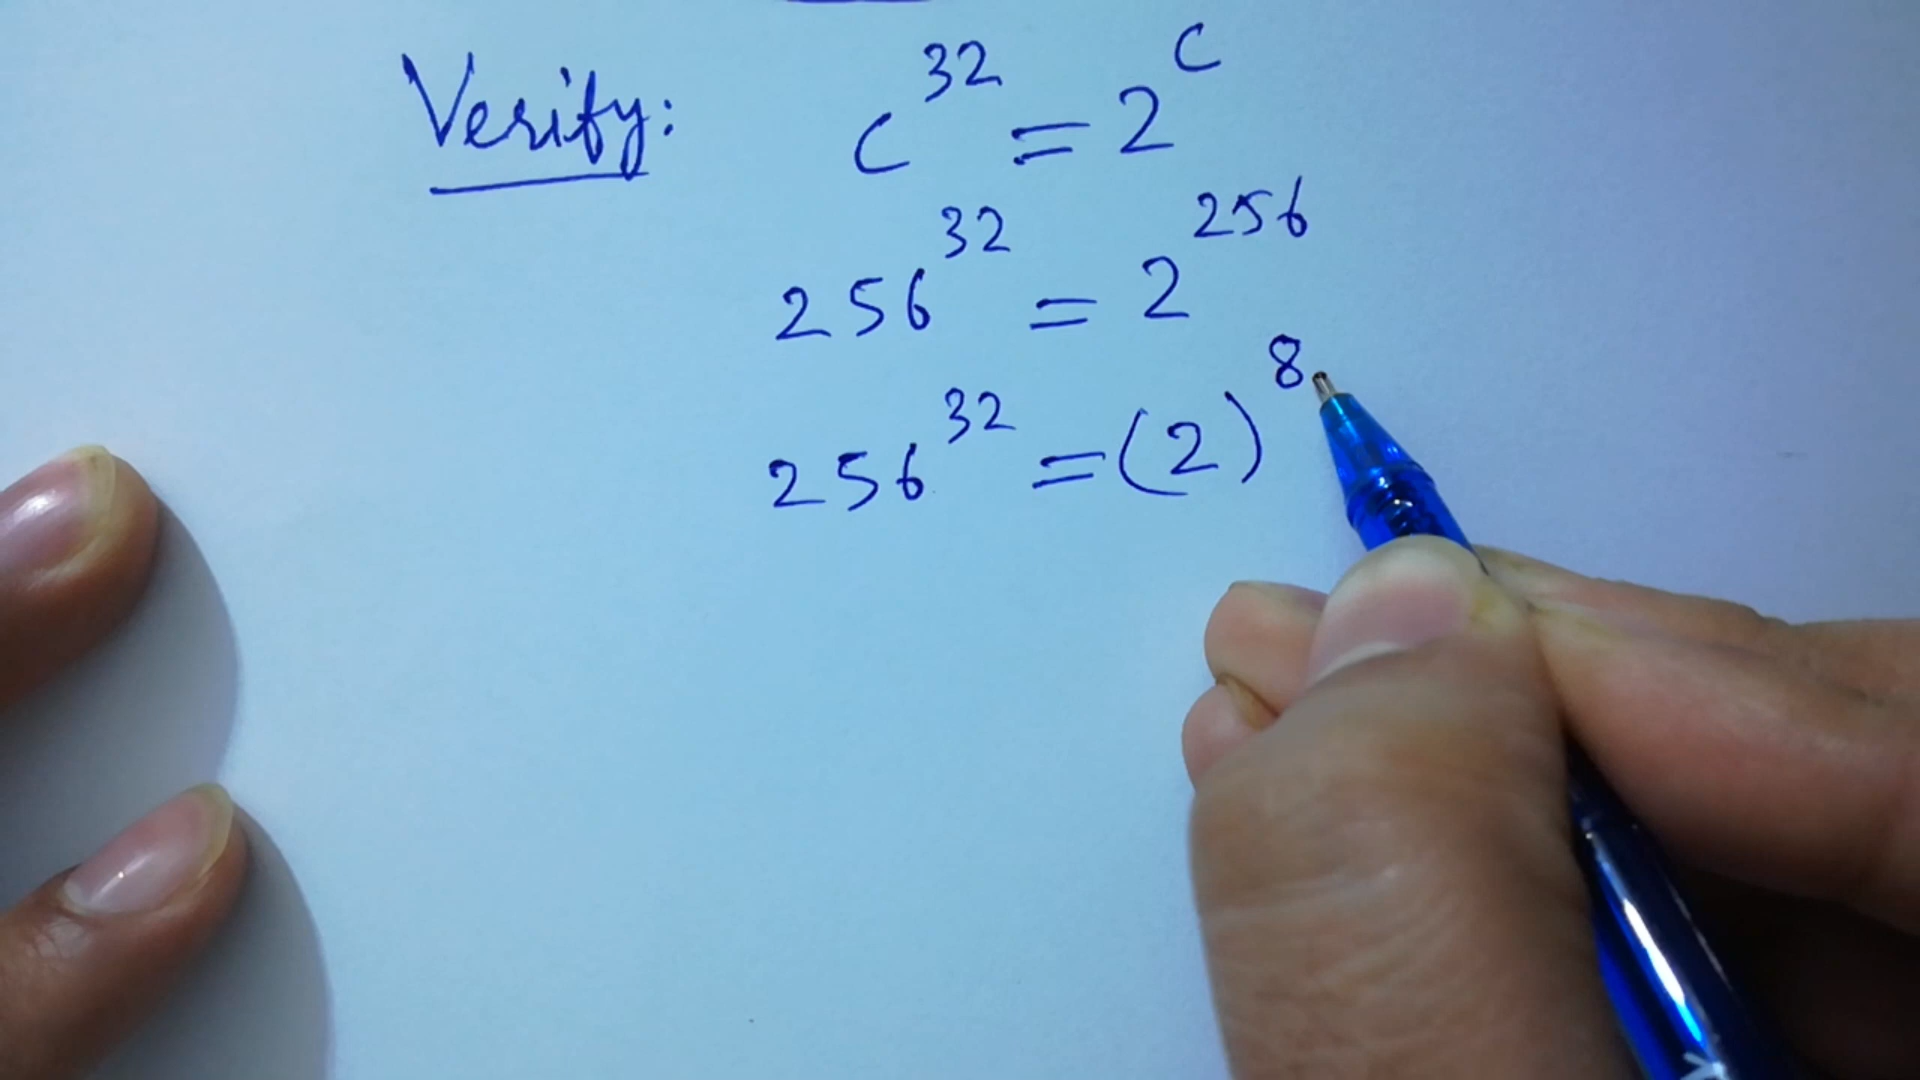 Verify: c^32 = 2^c
256^32 = 2^256
256^32 = (2)^8